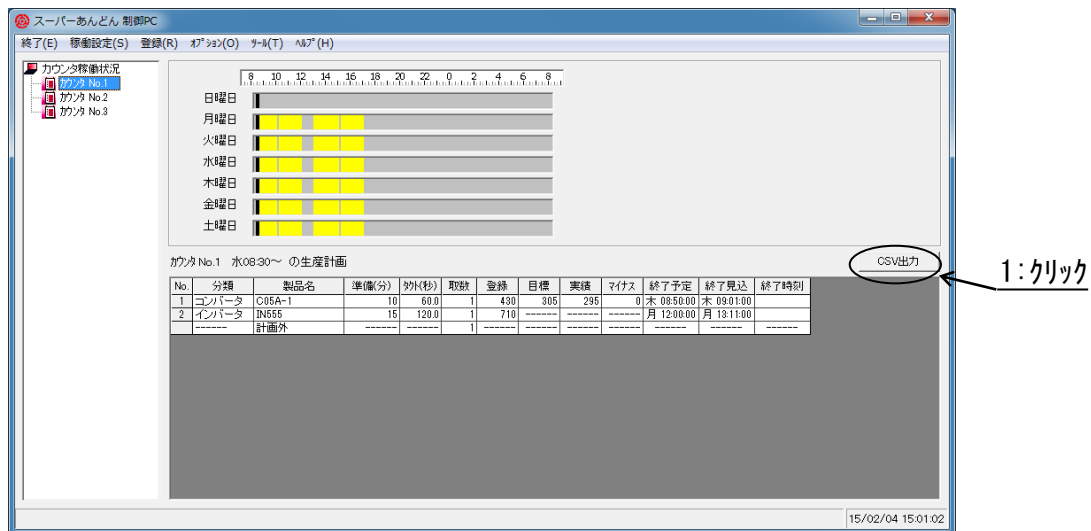 スーパーあんどん 制御PC
終了(E) 稼働設定(S) 登録(R) ｵﾌﾟｼｮﾝ(O) ﾂｰﾙ(T) ﾍﾙﾌﾟ(H)
カウンタ稼働状況
ｶｳﾝﾀ No.1
ｶｳﾝﾀ No.2
ｶｳﾝﾀ No.3
8 10 12 14 16 18 20 22 0 2 4 6 8
日曜日
月曜日
火曜日
水曜日
木曜日
金曜日
土曜日
ｶｳﾝﾀ No.1 水08:30～ の生産計画
CSV出力
1:ｸﾘｯｸ
No. 分類 製品名 準備(分) ﾀｸﾄ(秒) 取数 登録 目標 実績 ﾏｲﾅｽ 終了予定 終了見込 終了時刻
1 コンバータ C05A-1 10 60.0 1 430 305 295 0 木 08:50:00 木 09:01:00
2 インバータ IN555 15 120.0 1 710 ------ ------ ------ 月 12:00:00 月 13:11:00
------ 計画外 ------ ------ 1 ------ ------ ------ ------ ------ ------ ------
15/02/04 15:01:02